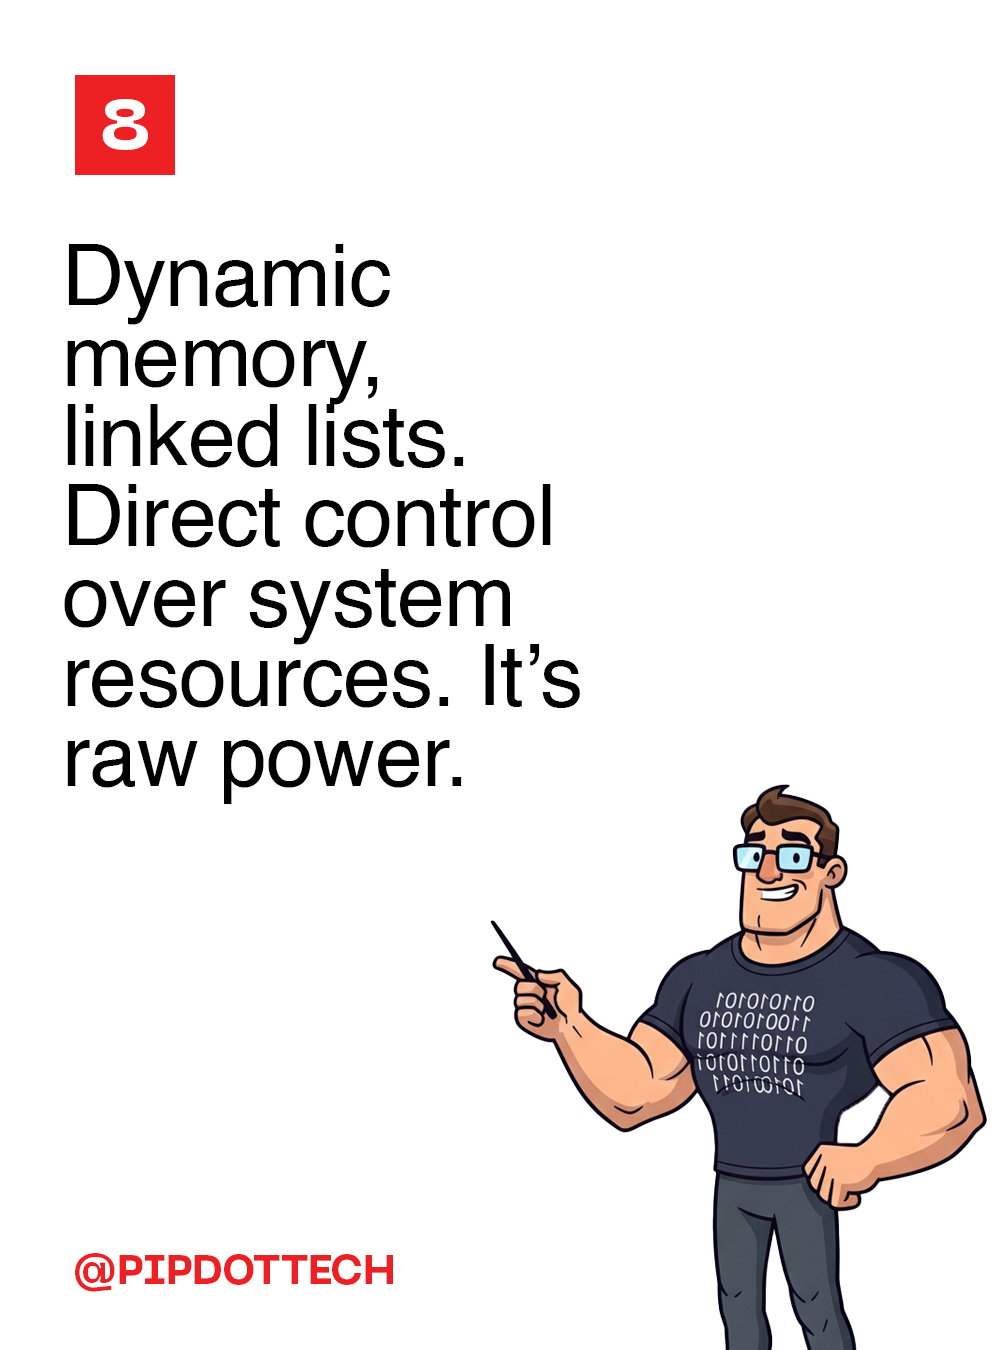 8
Dynamic
memory,
linked lists.
Direct control
over system
resources. It’s
raw power.
@PIPDOTTECH